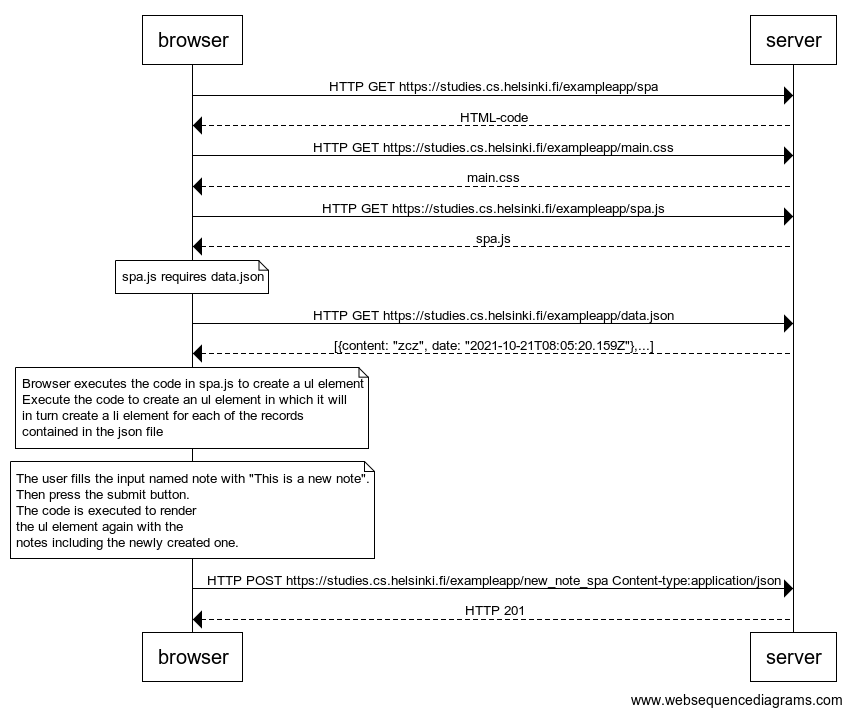 browser
server
HTTP GET https://studies.cs.helsinki.fi/exampleapp/spa
HTML-code
HTTP GET https://studies.cs.helsinki.fi/exampleapp/main.css
main.css
HTTP GET https://studies.cs.helsinki.fi/exampleapp/spa.js
spa.js
spa.js requires data.json
HTTP GET https://studies.cs.helsinki.fi/exampleapp/data.json
[{content: "zcz", date: "2021-10-21T08:05:20.159Z"},...]
Browser executes the code in spa.js to create a ul element
Execute the code to create an ul element in which it will
in turn create a li element for each of the records
contained in the json file
The user fills the input named note with "This is a new note".
Then press the submit button.
The code is executed to render
the ul element again with the
notes including the newly created one.
HTTP POST https://studies.cs.helsinki.fi/exampleapp/new_note_spa Content-type:application/json
HTTP 201
browser
server
www.websequencediagrams.com